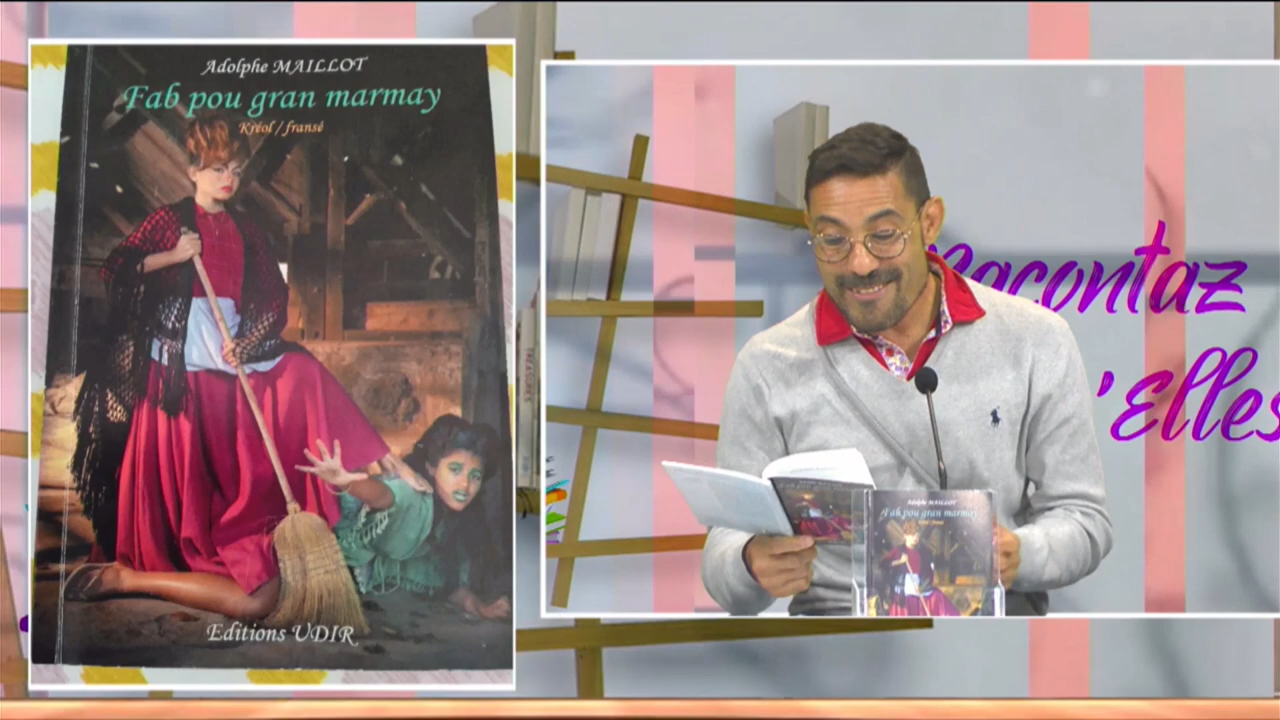 Adolphe MAILLOT
Fab pou gran marmay
Kréol / fransé
Editions UDIR
Racontaz
'Elles
Adolphe MAILLOT
Fab pou gran marmay